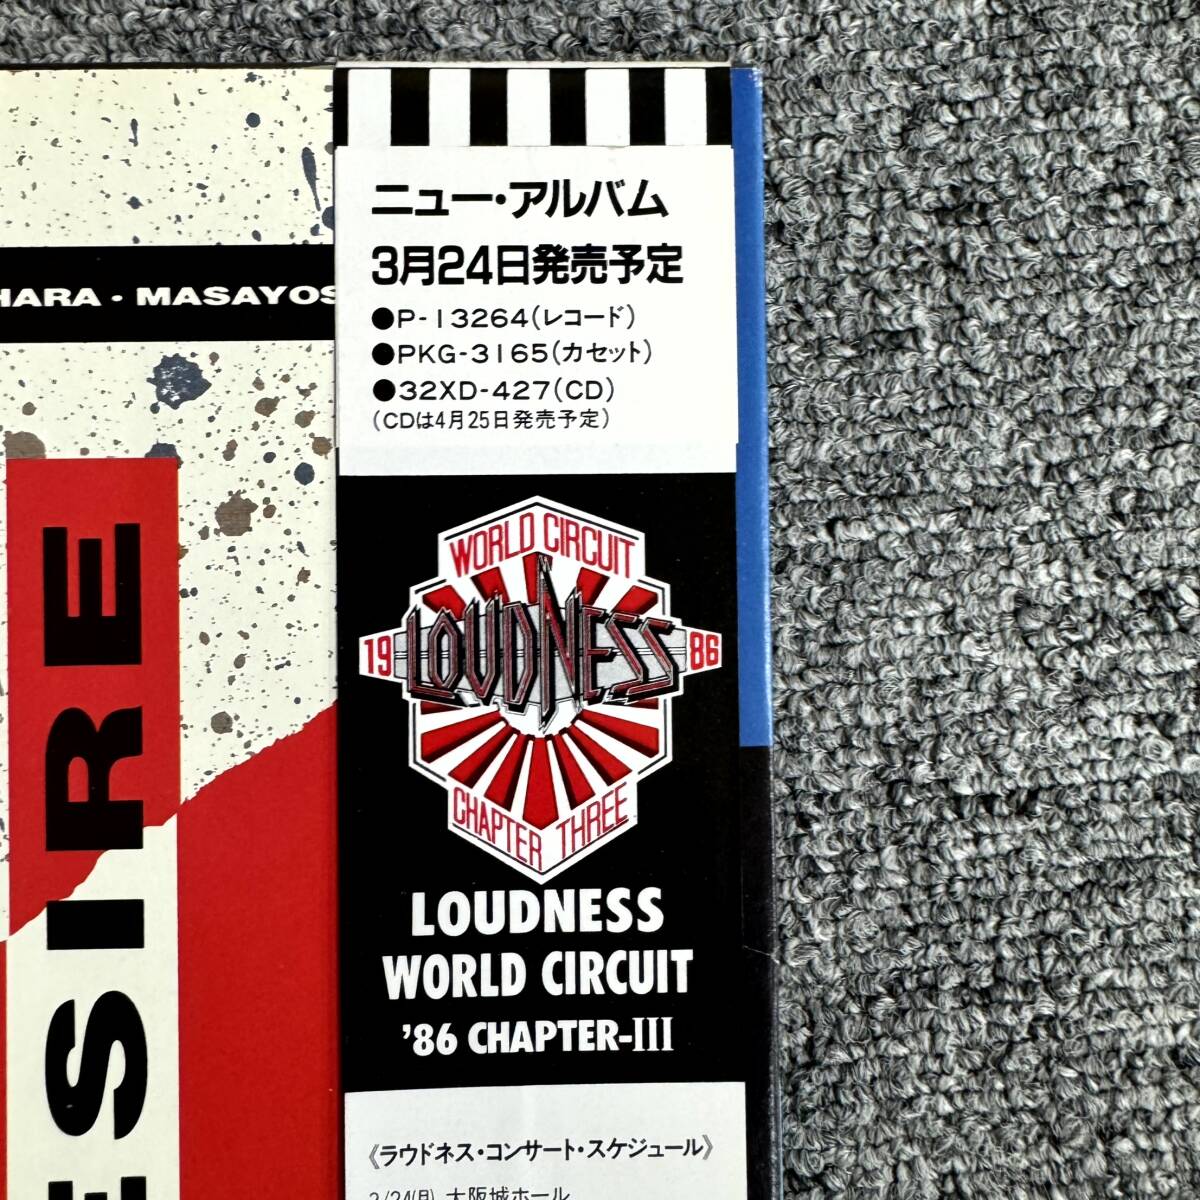 HARA・MASAYOS
ESIRE
ニュー・アルバム
3月24日発売予定
●P-13264(レコード)
●PKG-3165(カセット)
●32XD-427(CD)
(CDは4月25日発売予定)
WORLD CIRCUIT
19 LOUDNESS 86
CHAPTER THREE
LOUDNESS
WORLD CIRCUIT
'86 CHAPTER-III
《ラウドネス・コンサート・スケジュール》
3/24(月) 大阪城ホール